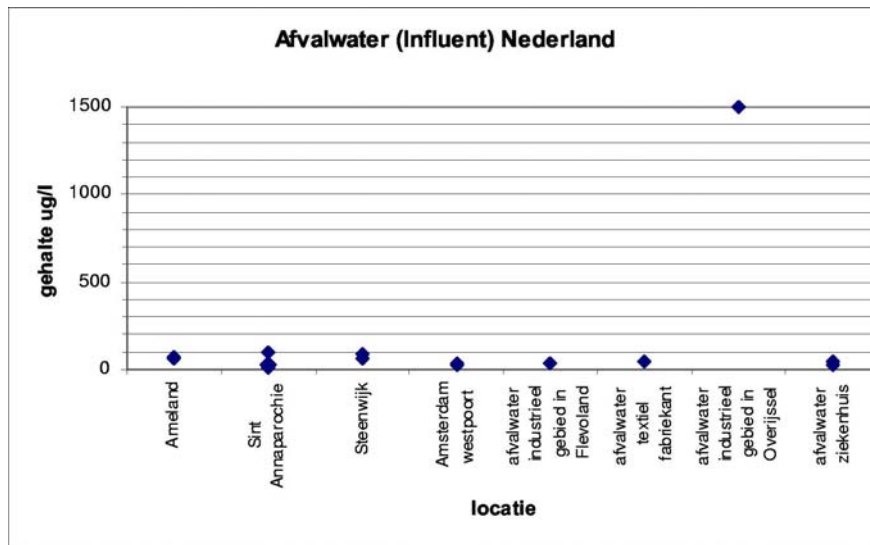 Afvalwater (Influent) Nederland
gehalte ug/l
1500
1000
500
0
Ameland
Sint
Annaparochie
Steenwijk
Amsterdam
westpoort
afvalwater
industrieel
gebied in
Flevoland
afvalwater
textiel
fabriekant
afvalwater
industrieel
gebied in
Overijssel
afvalwater
ziekenhuis
locatie